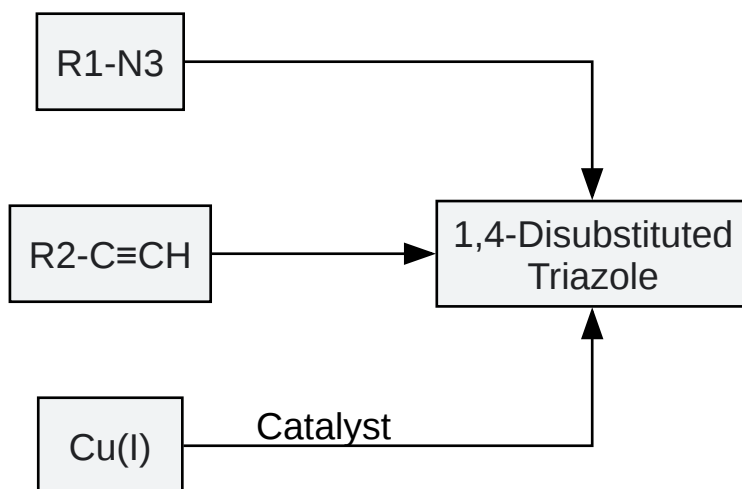 R1-N3
R2-C≡CH
1,4-Disubstituted
Triazole
Catalyst
Cu(I)